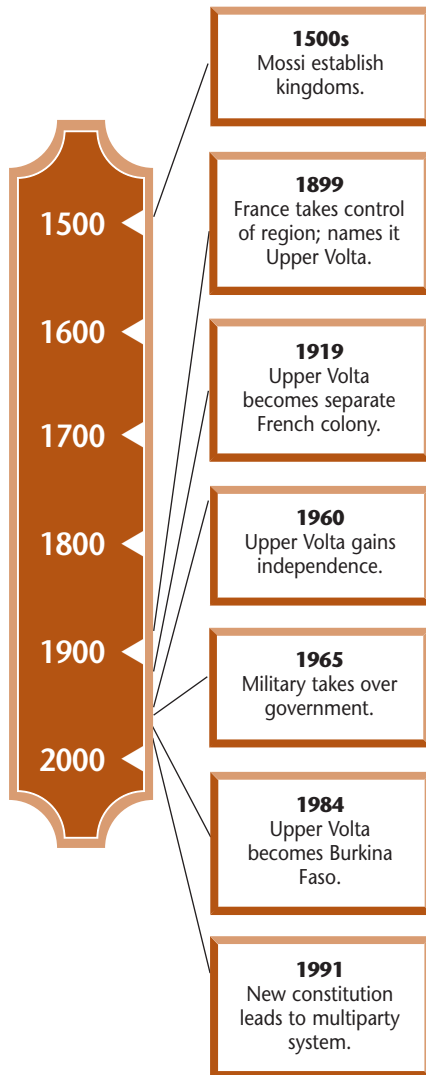 1500
1600
1700
1800
1900
2000
1500s
Mossi establish
kingdoms.
1899
France takes control
of region; names it
Upper Volta.
1919
Upper Volta
becomes separate
French colony.
1960
Upper Volta gains
independence.
1965
Military takes over
government.
1984
Upper Volta
becomes Burkina
Faso.
1991
New constitution
leads to multiparty
system.